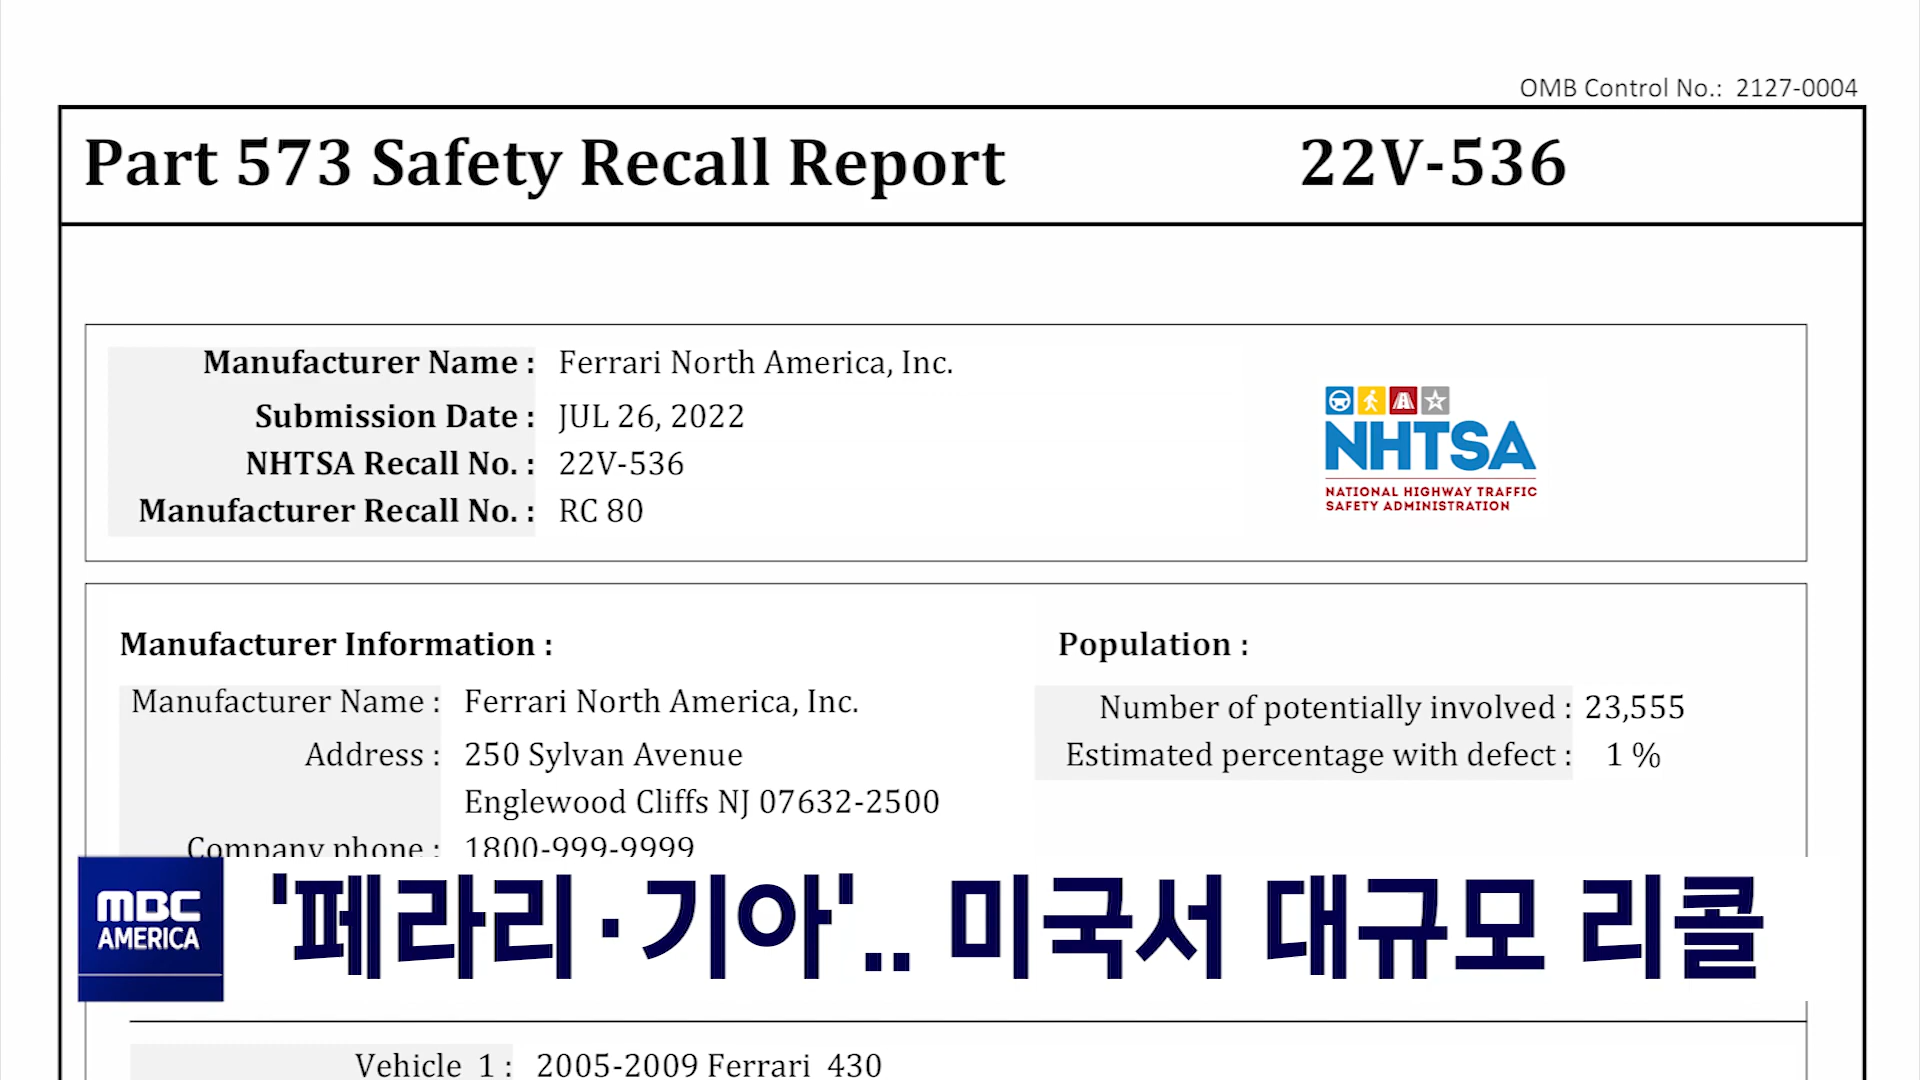 OMB Control No.: 2127-0004
Part 573 Safety Recall Report 22V-536
Manufacturer Name : Ferrari North America, Inc.
Submission Date : JUL 26, 2022
NHTSA Recall No. : 22V-536
Manufacturer Recall No. : RC 80
NHTSA
NATIONAL HIGHWAY TRAFFIC
SAFETY ADMINISTRATION
Manufacturer Information :
Manufacturer Name : Ferrari North America, Inc.
Address : 250 Sylvan Avenue
Englewood Cliffs NJ 07632-2500
Company phone : 1800-999-9999
Population :
Number of potentially involved : 23,555
Estimated percentage with defect : 1 %
MBC
AMERICA
'페라리·기아'.. 미국서 대규모 리콜
Vehicle 1 : 2005-2009 Ferrari 430